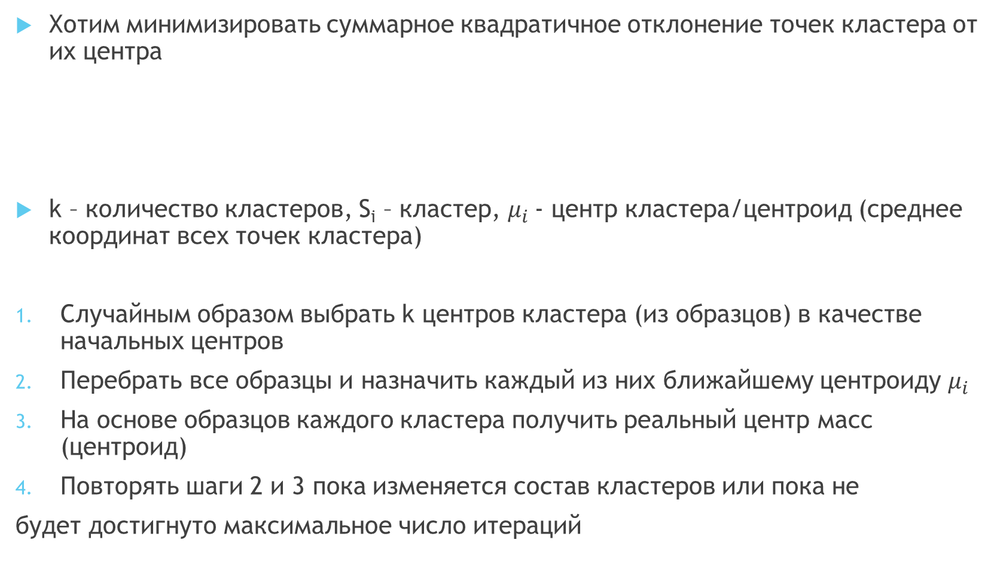 Хотим минимизировать суммарное квадратичное отклонение точек кластера от
их центра
k – количество кластеров, Si – кластер, 𝜇𝑖 - центр кластера/центроид (среднее
координат всех точек кластера)
1. Случайным образом выбрать k центров кластера (из образцов) в качестве
начальных центров
2. Перебрать все образцы и назначить каждый из них ближайшему центроиду 𝜇𝑖
3. На основе образцов каждого кластера получить реальный центр масс
(центроид)
4. Повторять шаги 2 и 3 пока изменяется состав кластеров или пока не
будет достигнуто максимальное число итераций